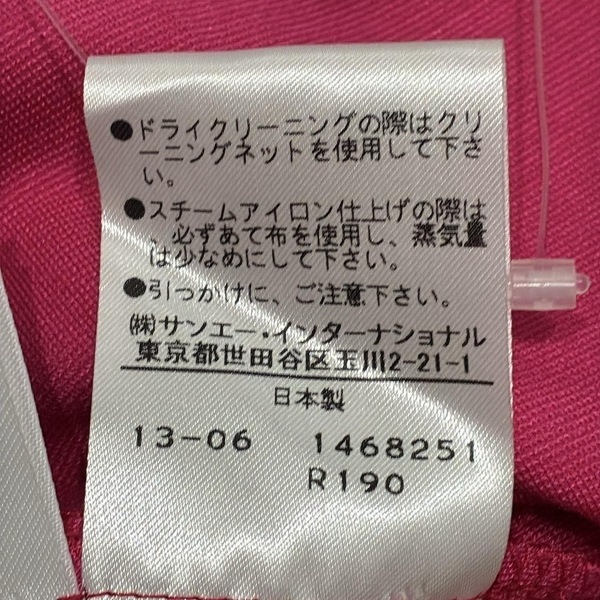 ●ドライクリーニングの際はクリ
ーニングネットを使用して下さ
い。
●スチームアイロン仕上げの際は
、必ずあて布を使用し、蒸気量
は少なめにして下さい。
●引っかけに、ご注意下さい。
㈱サンエー・インターナショナル
東京都世田谷区玉川2-21-1
日本製
13-06 1468251
R190